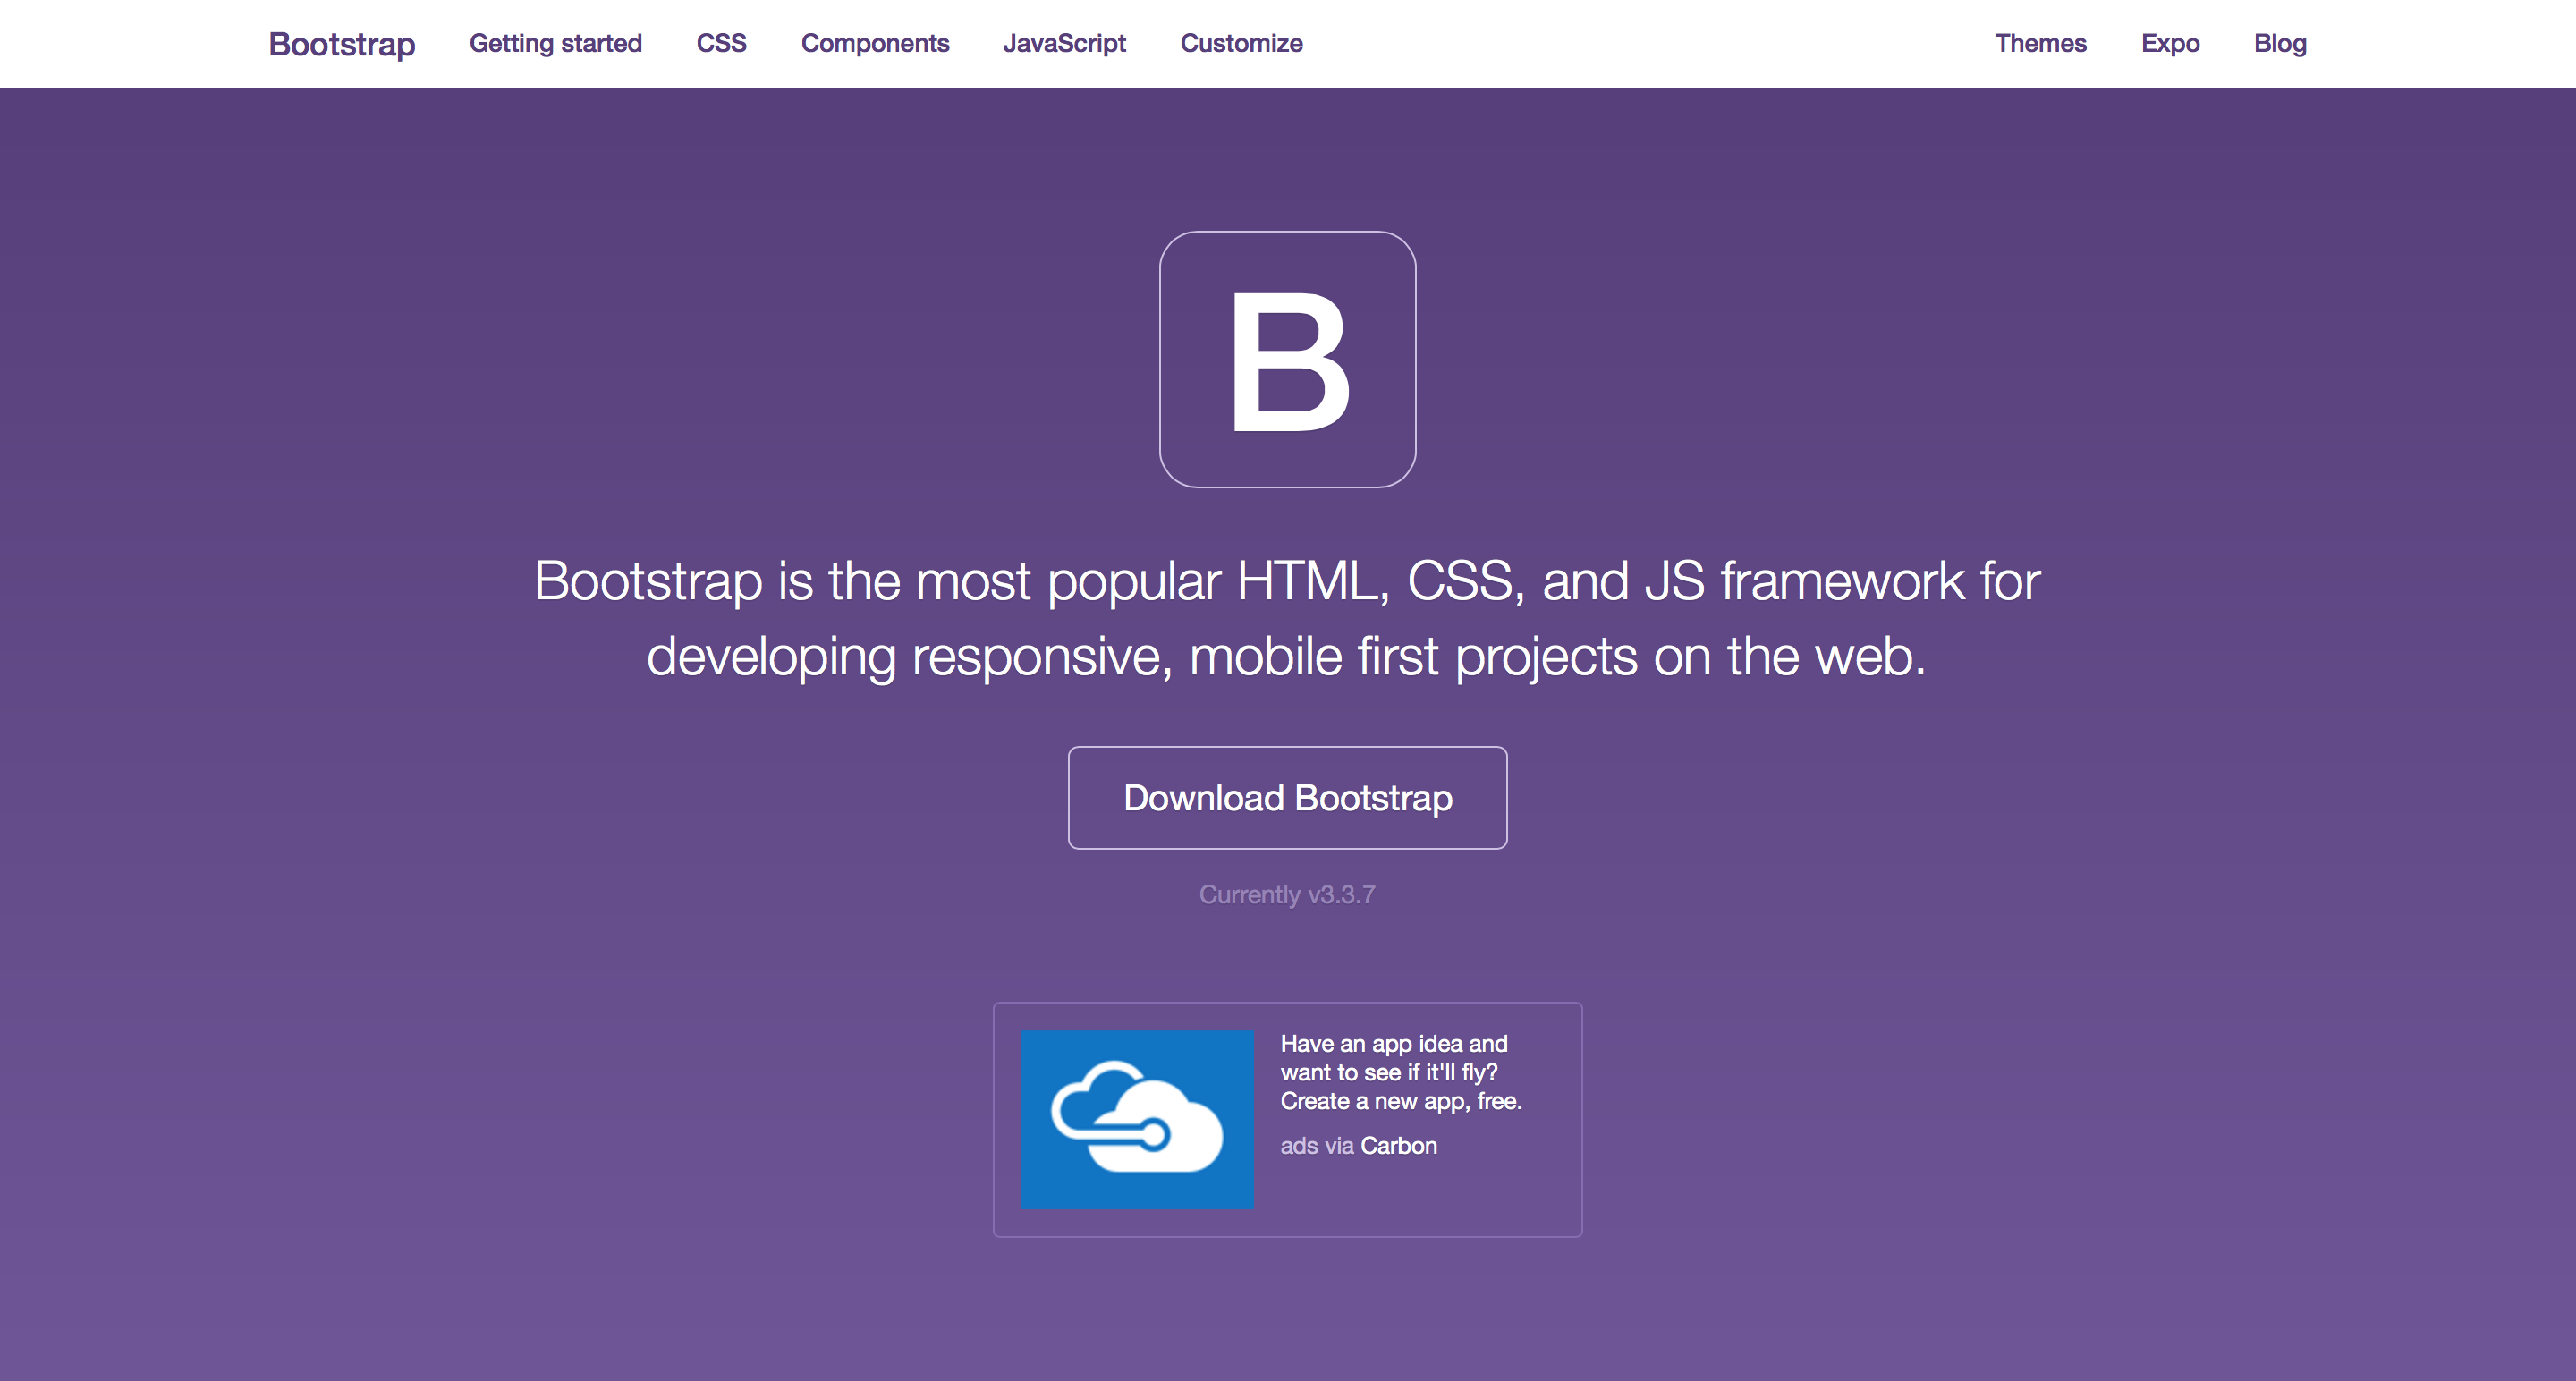 Bootstrap Getting started CSS Components JavaScript Customize Themes Expo Blog
B
Bootstrap is the most popular HTML, CSS, and JS framework for
developing responsive, mobile first projects on the web.
Download Bootstrap
Currently v3.3.7
Have an app idea and
want to see if it'll fly?
Create a new app, free.
ads via Carbon